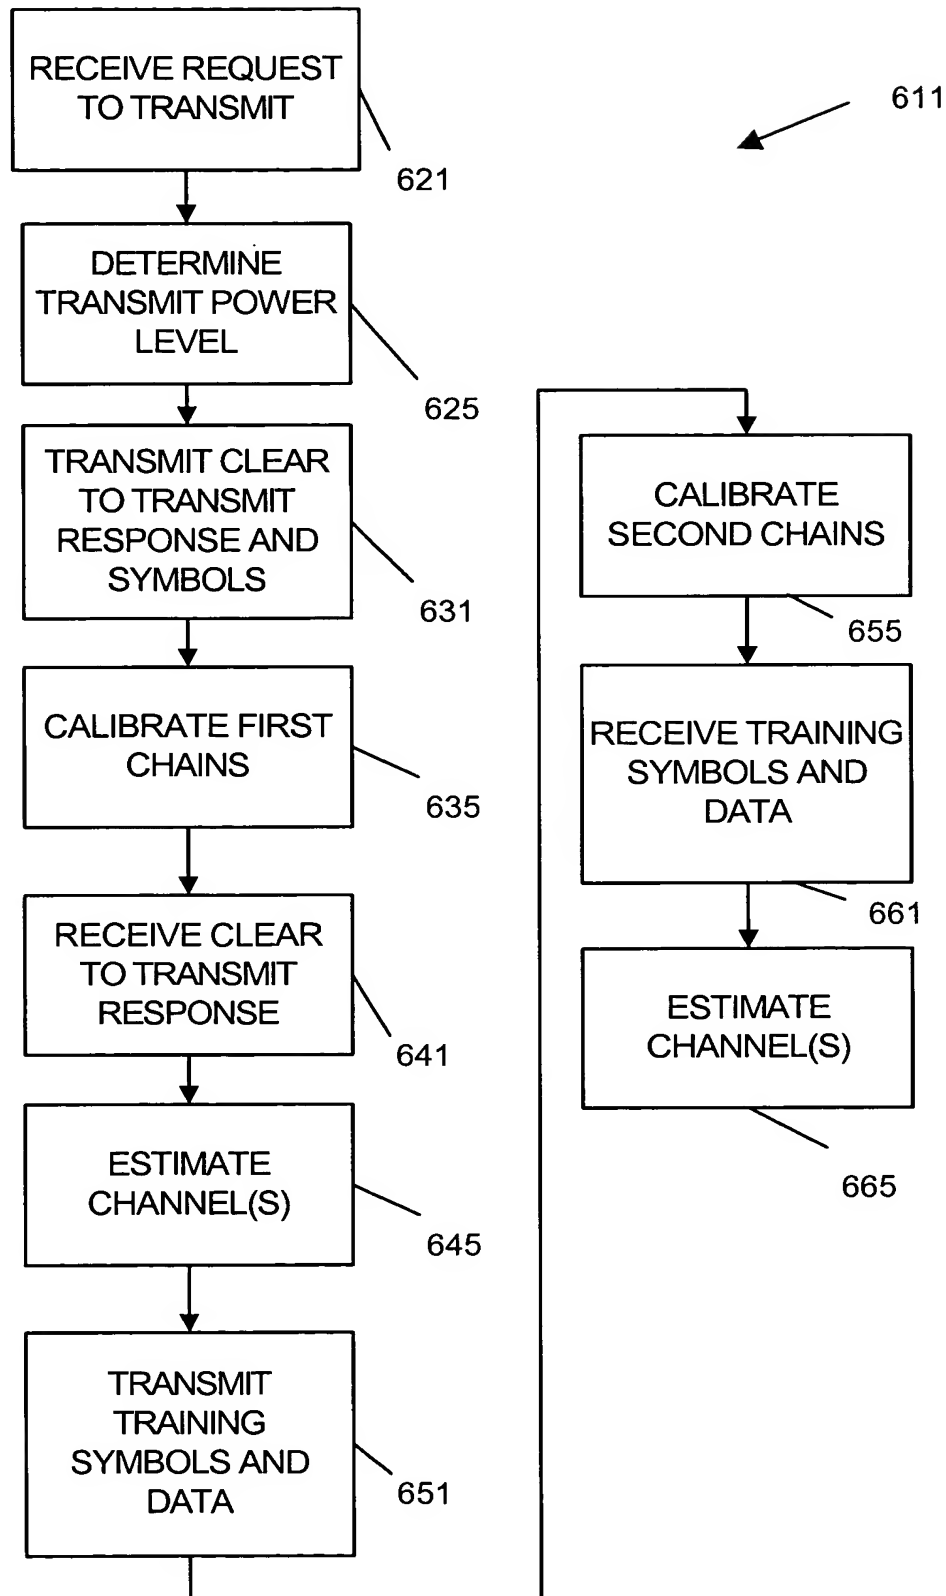 RECEIVE REQUEST
TO TRANSMIT
621
611
DETERMINE
TRANSMIT POWER
LEVEL
625
TRANSMIT CLEAR
TO TRANSMIT
RESPONSE AND
SYMBOLS
631
CALIBRATE FIRST
CHAINS
635
RECEIVE CLEAR
TO TRANSMIT
RESPONSE
641
ESTIMATE
CHANNEL(S)
645
TRANSMIT
TRAINING
SYMBOLS AND
DATA
651
CALIBRATE
SECOND CHAINS
655
RECEIVE TRAINING
SYMBOLS AND
DATA
661
ESTIMATE
CHANNEL(S)
665